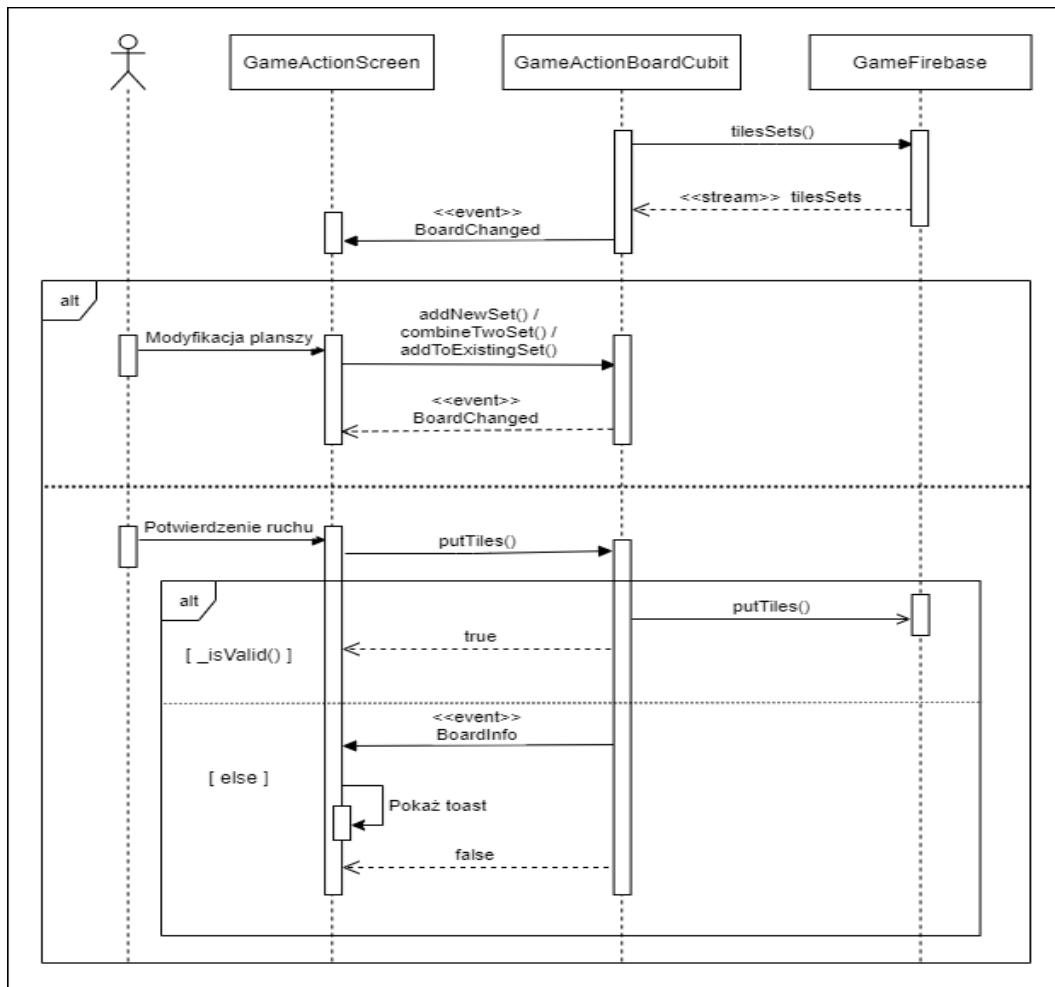 GameActionScreen
GameActionBoardCubit
GameFirebase
tilesSets()
<<stream>> tilesSets
<<event>>
BoardChanged
alt
Modyfikacja planszy
addNewSet() /
combineTwoSet() /
addToExistingSet()
<<event>>
BoardChanged
Potwierdzenie ruchu
putTiles()
alt
putTiles()
true
[ _isValid() ]
<<event>>
BoardInfo
[ else ]
Pokaż toast
false